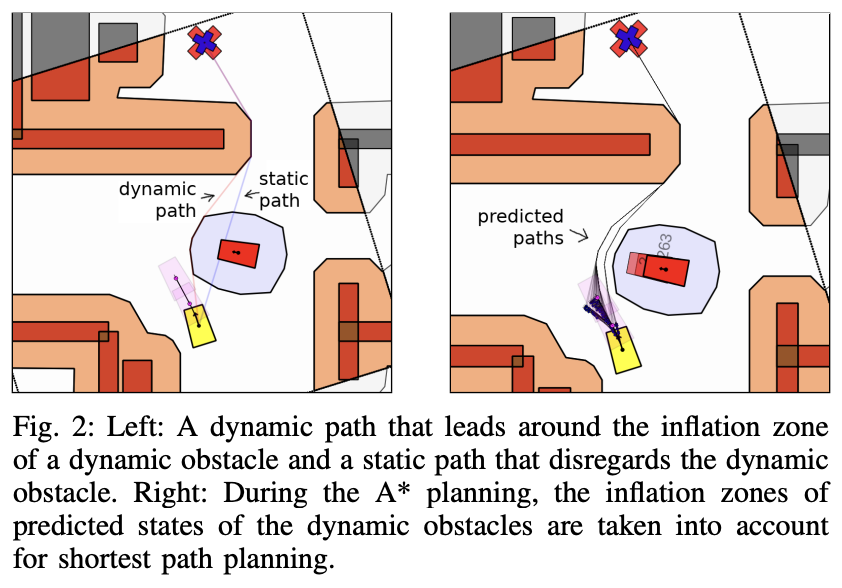 dynamic
path
static
path
predicted
paths
263
Fig. 2: Left: A dynamic path that leads around the inflation zone
of a dynamic obstacle and a static path that disregards the dynamic
obstacle. Right: During the A* planning, the inflation zones of
predicted states of the dynamic obstacles are taken into account
for shortest path planning.